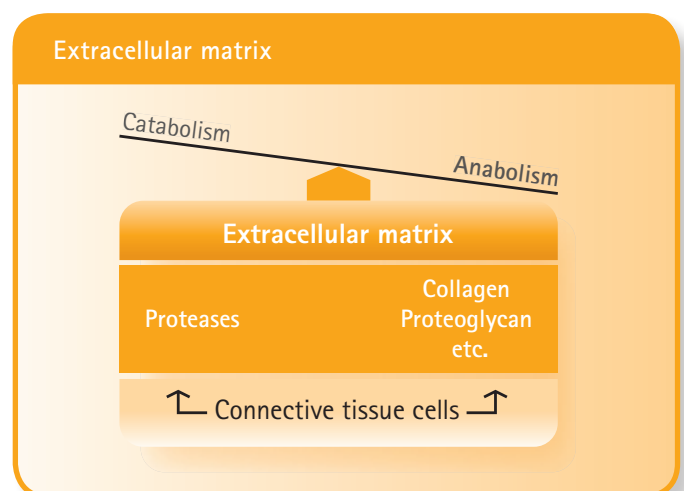 Extracellular matrix
Catabolism
Anabolism
Extracellular matrix
Proteases
Collagen
Proteoglycan
etc.
Connective tissue cells